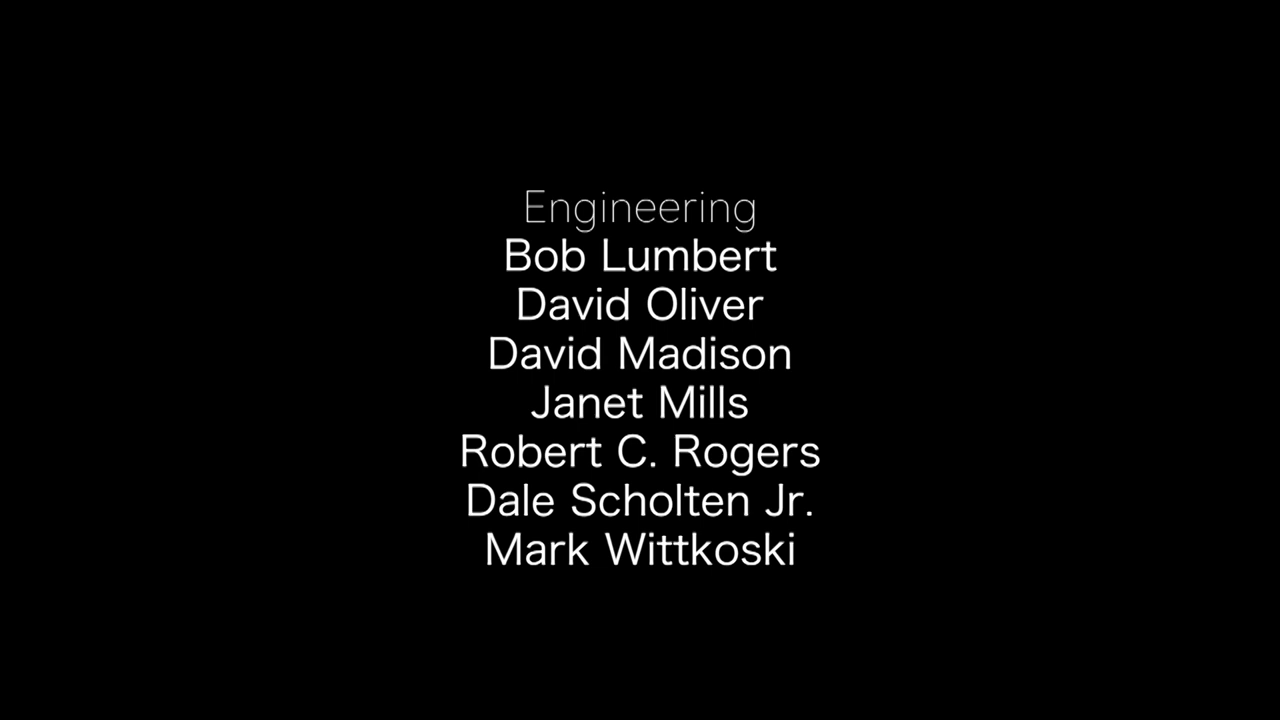 Engineering
Bob Lumbert
David Oliver
David Madison
Janet Mills
Robert C. Rogers
Dale Scholten Jr.
Mark Wittkoski